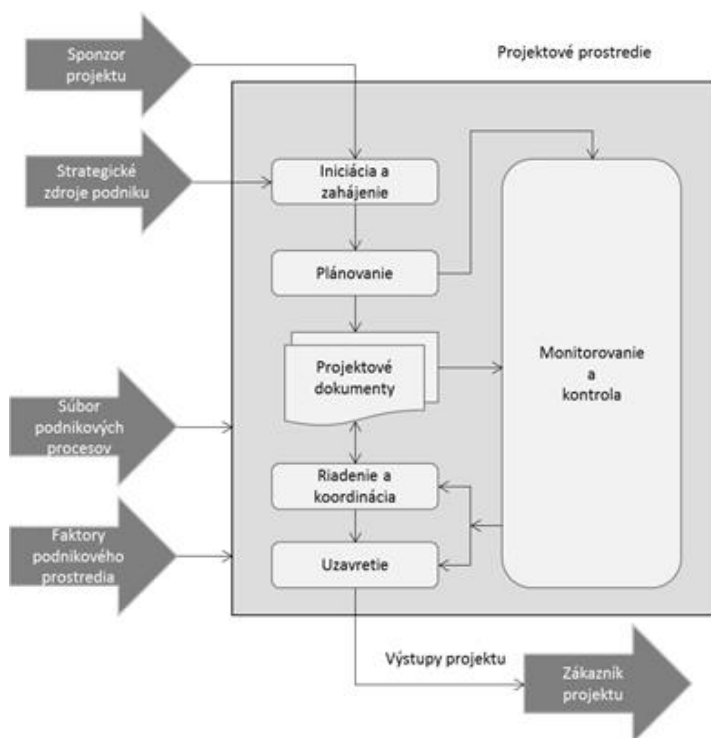 Sponzor
projektu
Projektové prostredie
Strategické
zdroje podniku
Iniciácia a
zahájenie
Plánovanie
Projektové
dokumenty
Monitorovanie
a
kontrola
Súbor
podnikových
procesov
Riadenie a
koordinácia
Faktory
podnikového
prostredia
Uzavretie
Výstupy projektu
Zákazník
projektu